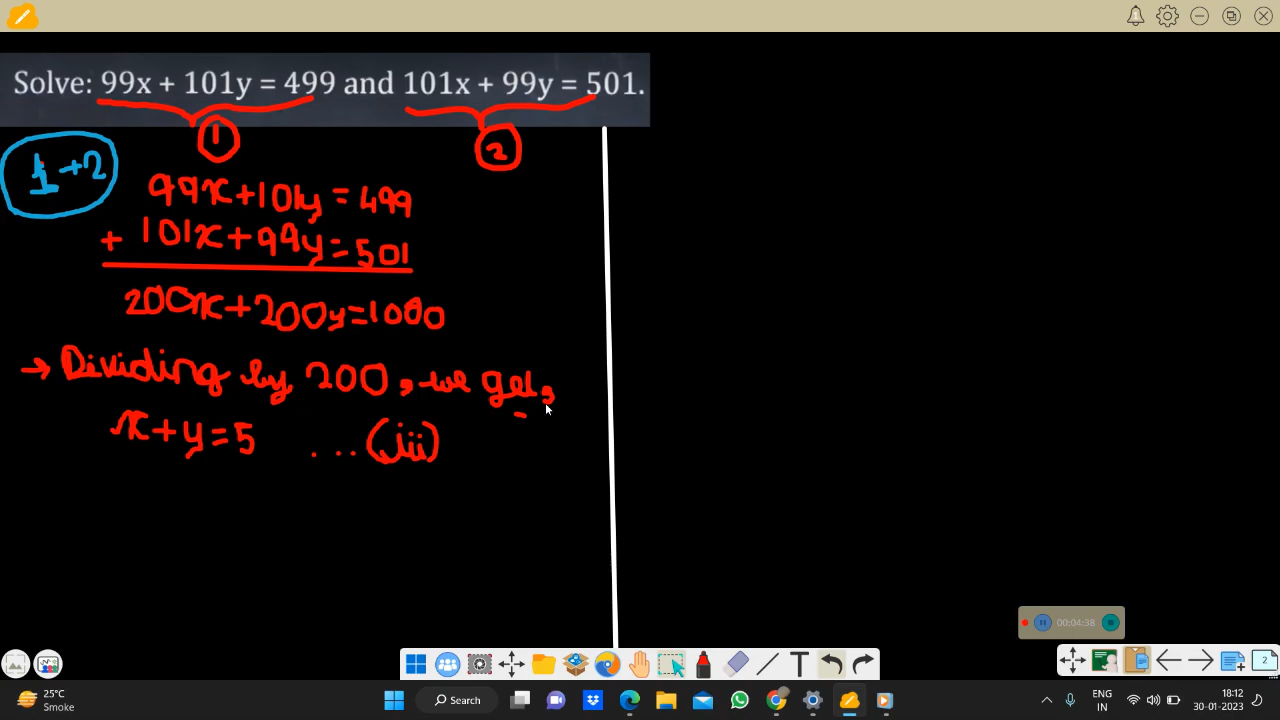 Solve: 99x + 101y = 499 and 101x + 99y = 501.
1
2
1+2
99x+101y=499
+ 101x+99y=501
200x+200y=1000
→ Dividing by 200, we get,
x+y=5 ...(iii)
00:04:38
T
2
25°C
Smoke
Search
ENG
IN
18:12
30-01-2023